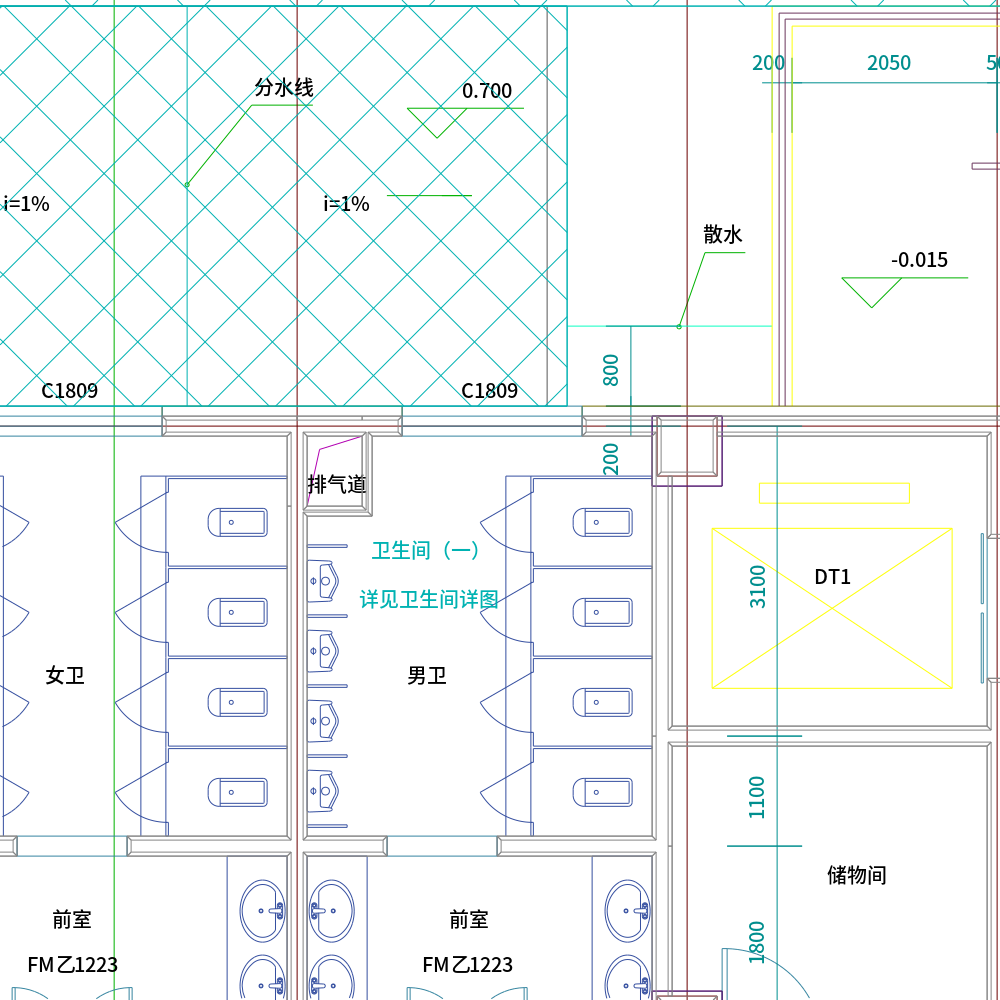 200
2050
50
分水线
0.700
i=1%
i=1%
散水
-0.015
800
C1809
C1809
200
排气道
卫生间（一）
详见卫生间详图
3100
DT1
女卫
男卫
1100
储物间
前室
前室
1800
FM乙1223
FM乙1223